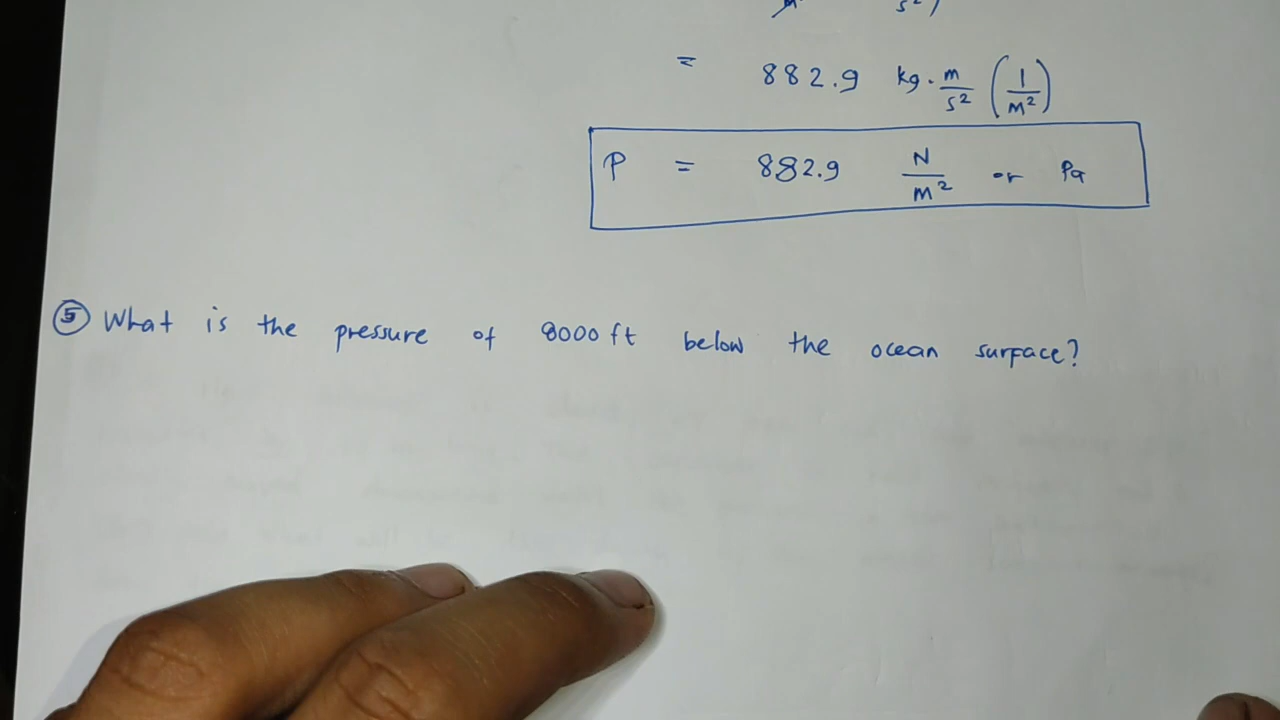 s²)
= 882.9 kg · m/s² (1/m²)
P = 882.9 N/m² or Pa
⑤ What is the pressure of 8000 ft below the ocean surface?